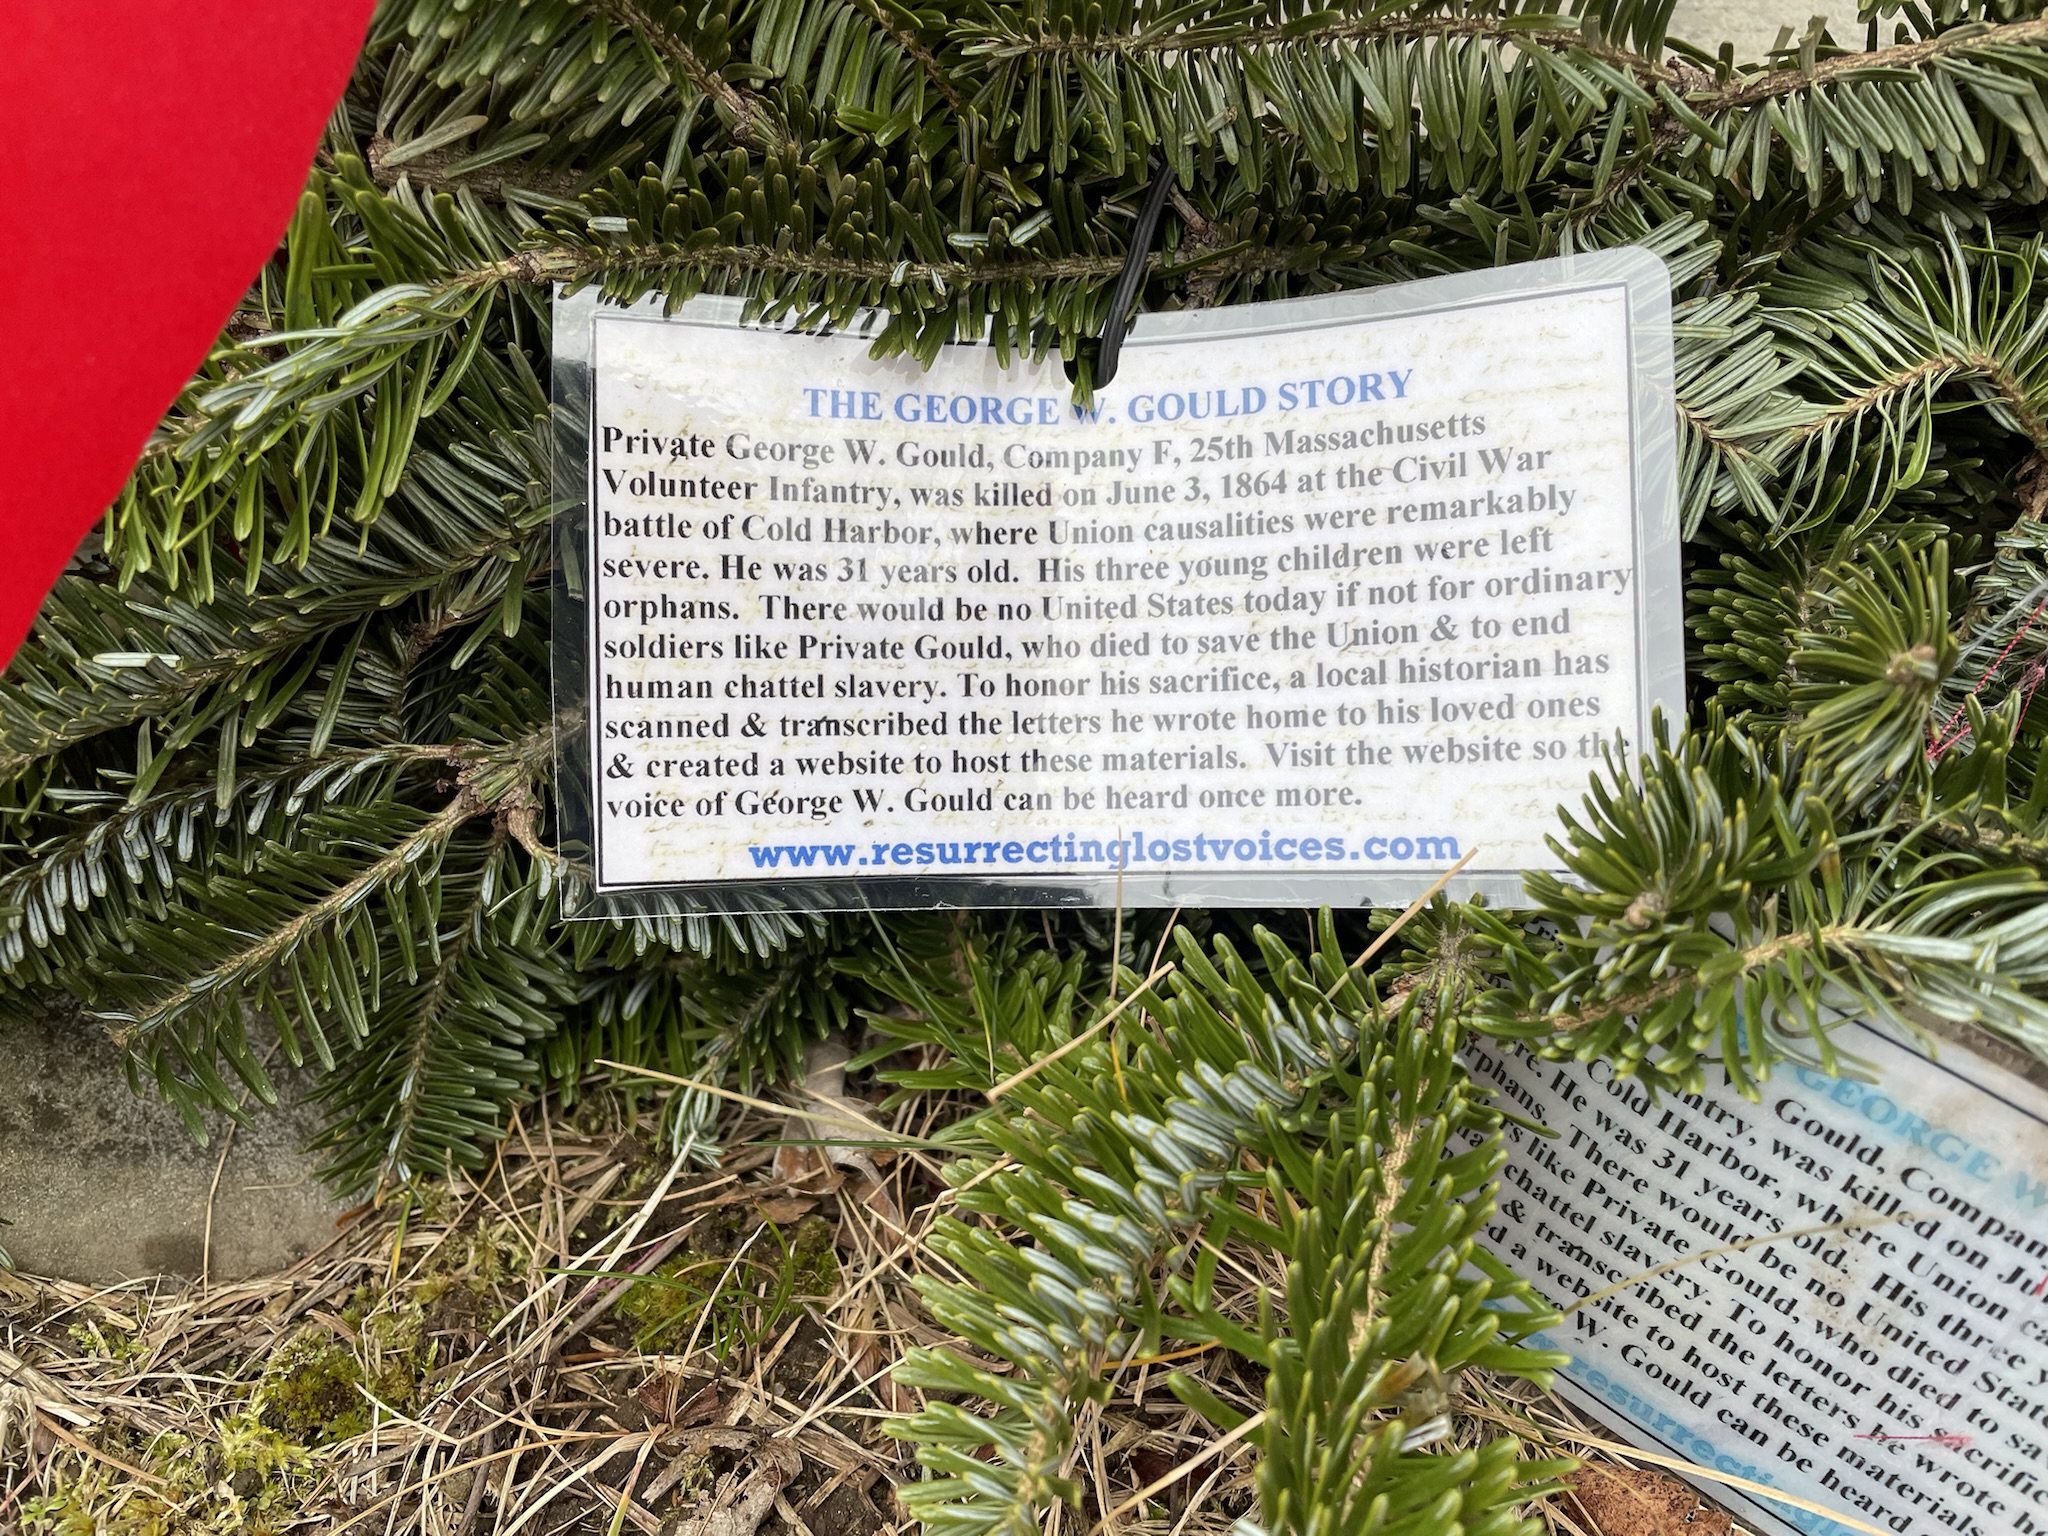 THE GEORGE W. GOULD STORY
Private George W. Gould, Company F, 25th Massachusetts
Volunteer Infantry, was killed on June 3, 1864 at the Civil War
battle of Cold Harbor, where Union causalities were remarkably
severe. He was 31 years old. His three young children were left
orphans. There would be no United States today if not for ordinary
soldiers like Private Gould, who died to save the Union & to end
human chattel slavery. To honor his sacrifice, a local historian has
scanned & transcribed the letters he wrote home to his loved ones
& created a website to host these materials. Visit the website so the
voice of George W. Gould can be heard once more.
www.resurrectinglostvoices.com
GEORGE W
Gould, Company
was killed on
Cold Harbor, where Union
He was 31 years old. His three
orphans. There would be no United
like Private Gould, who died to
chattel slavery. To honor his
& transcribed the letters he wrote
a website to host these
W. Gould can be heard